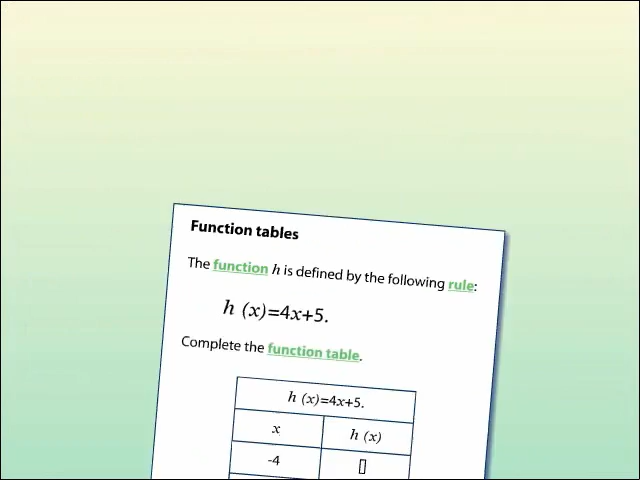 Function tables
The function h is defined by the following rule:
h (x)=4x+5.
Complete the function table.
h (x)=4x+5.
x h (x)
-4 []